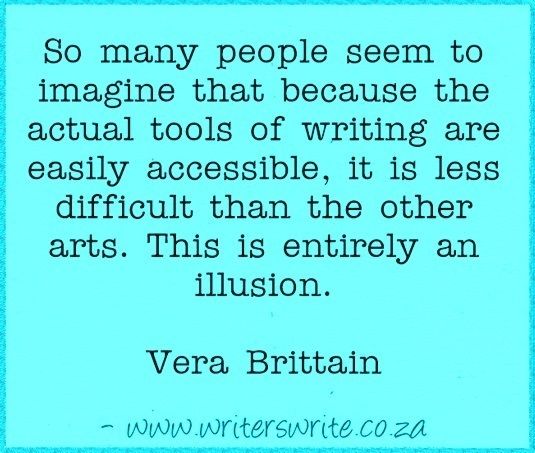 So many people seem to
imagine that because the
actual tools of writing are
easily accessible, it is less
difficult than the other
arts. This is entirely an
illusion.
Vera Brittain
- www.writerswrite.co.za